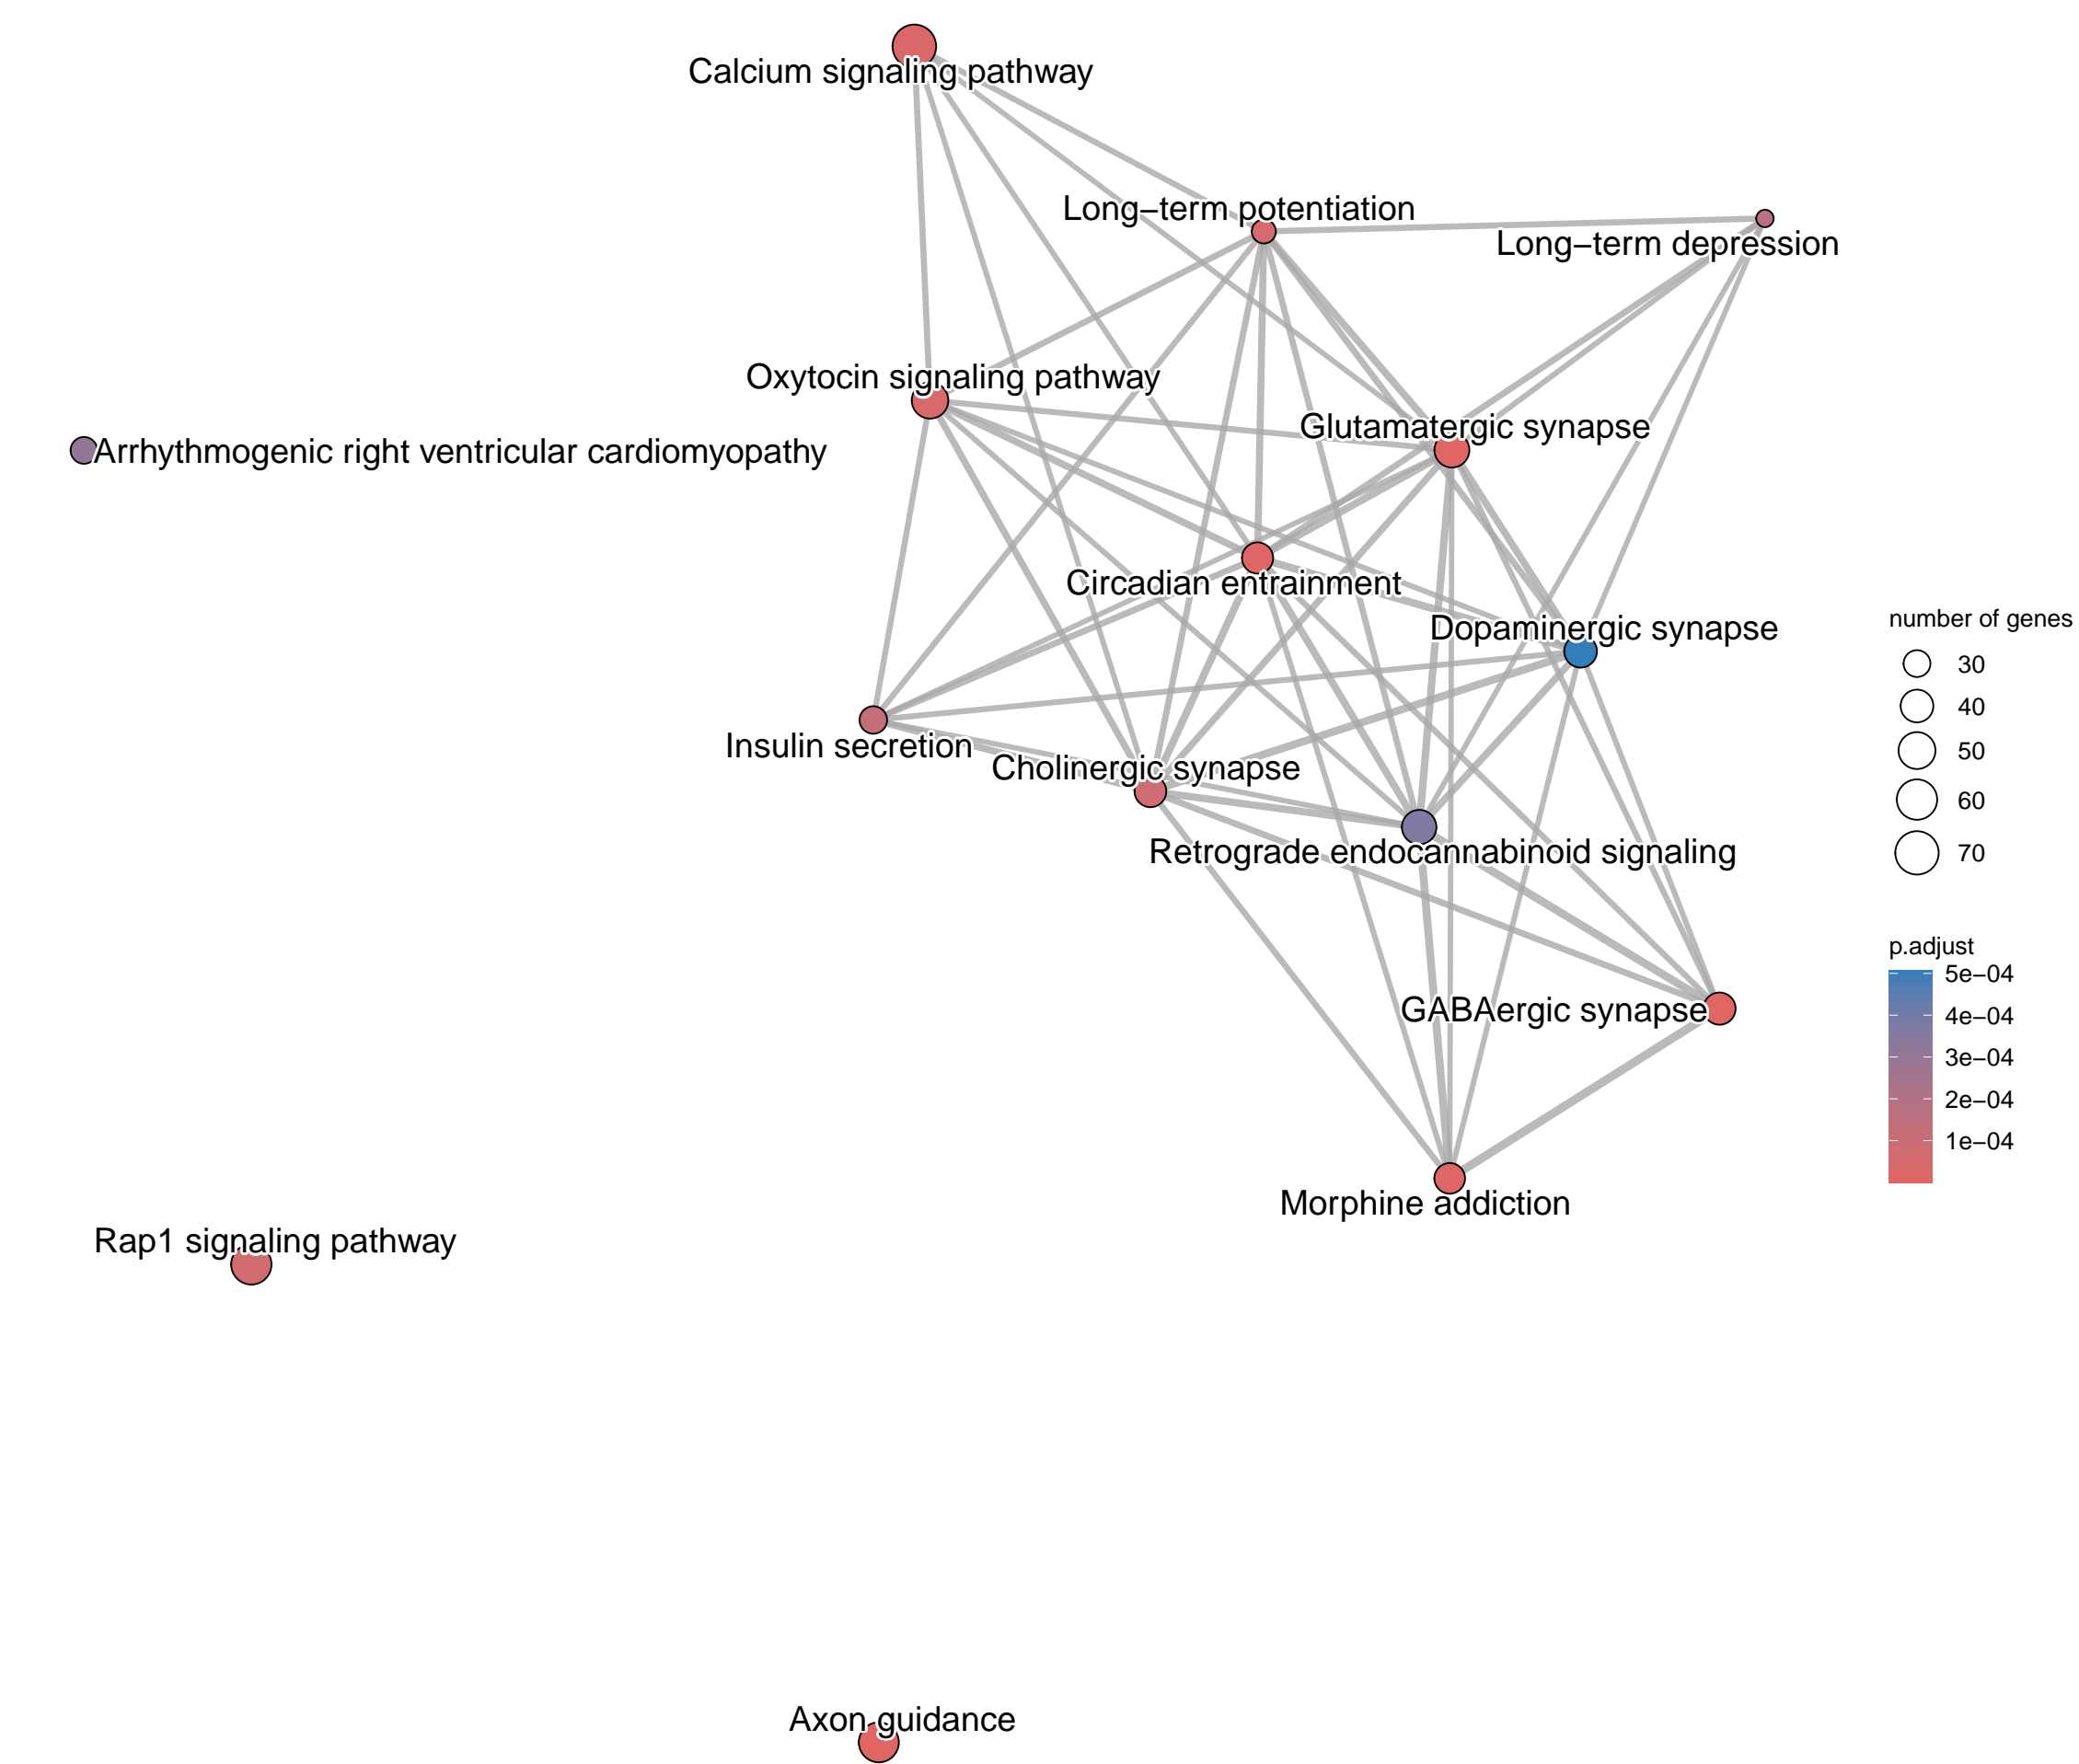 Calcium signaling pathway
Long−term potentiation
Long−term depression
Oxytocin signaling pathway
Glutamatergic synapse
Arrhythmogenic right ventricular cardiomyopathy
Circadian entrainment
Dopaminergic synapse
Insulin secretion
Cholinergic synapse
Retrograde endocannabinoid signaling
GABAergic synapse
Morphine addiction
Rap1 signaling pathway
Axon guidance
number of genes
30
40
50
60
70
p.adjust
5e−04
4e−04
3e−04
2e−04
1e−04